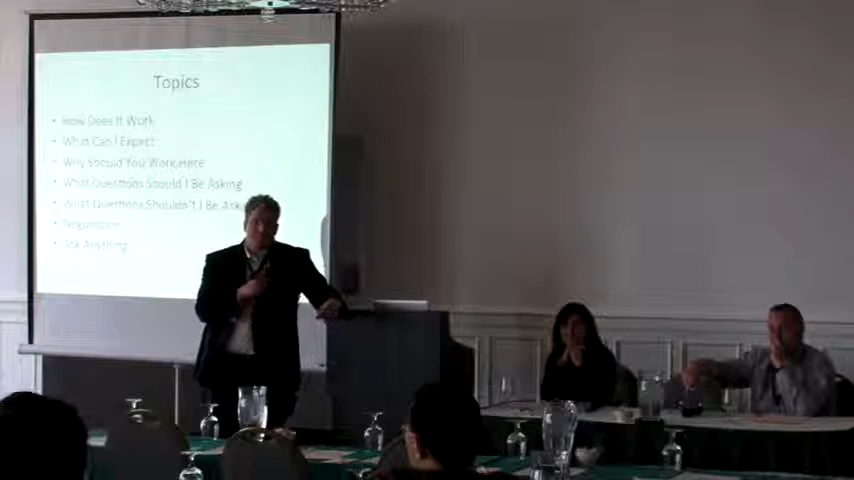 Topics
• How Does It Work
• What Can I Expect
• Why Should You Work Here
• What Questions Should I Be Asking
• What Questions Shouldn't I Be
• Negotiation
• Ask Anything